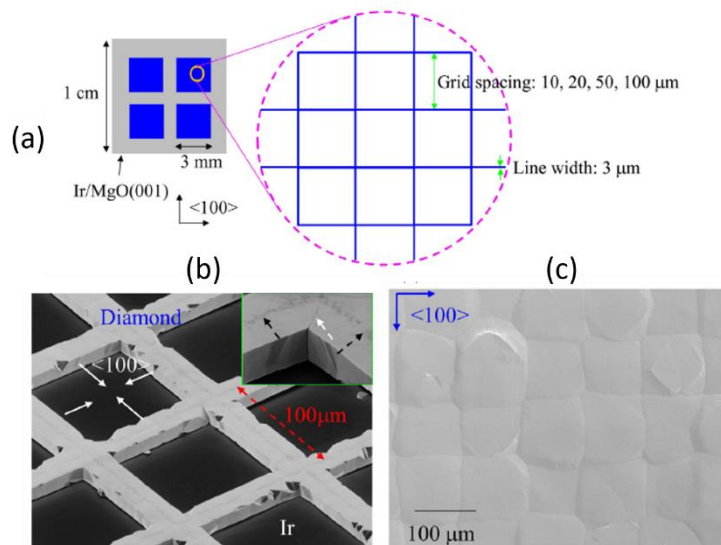 (a)
1 cm
3 mm
Ir/MgO(001)
<100>
Grid spacing: 10, 20, 50, 100 μm
Line width: 3 μm
(b)
Diamond
<100>
100μm
Ir
(c)
<100>
100 μm